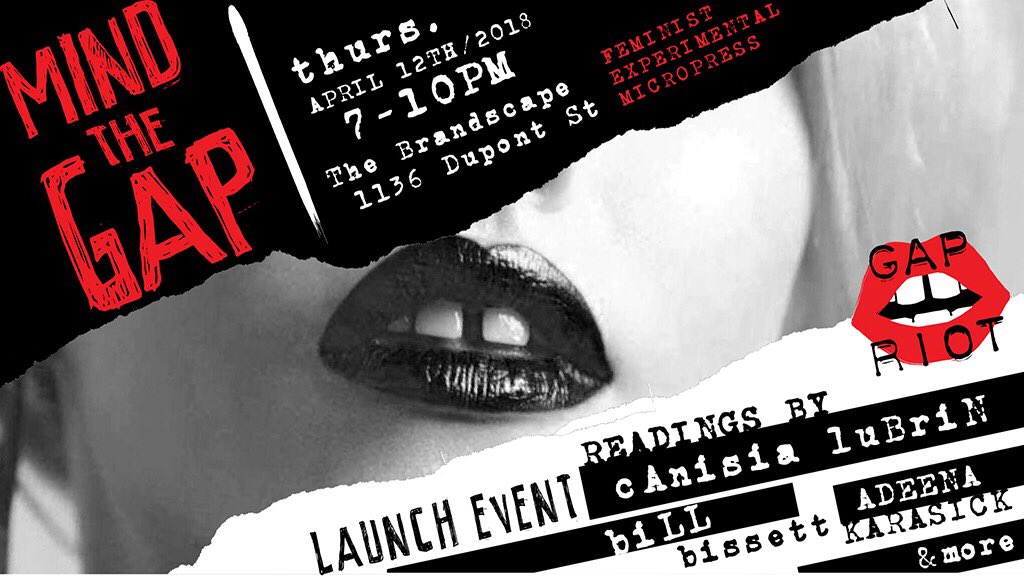 MIND
THE
GAP
thurs.
APRIL 12TH/2018
7-10PM
The Brandscape
1136 Dupont St
FEMINIST
EXPERIMENTAL
MICROPRESS
GAP
RIOT
LAUNCH EVENT
READINGS BY
cAnisia luBriN
biLL
bissett
ADEENA
KARASICK
& more